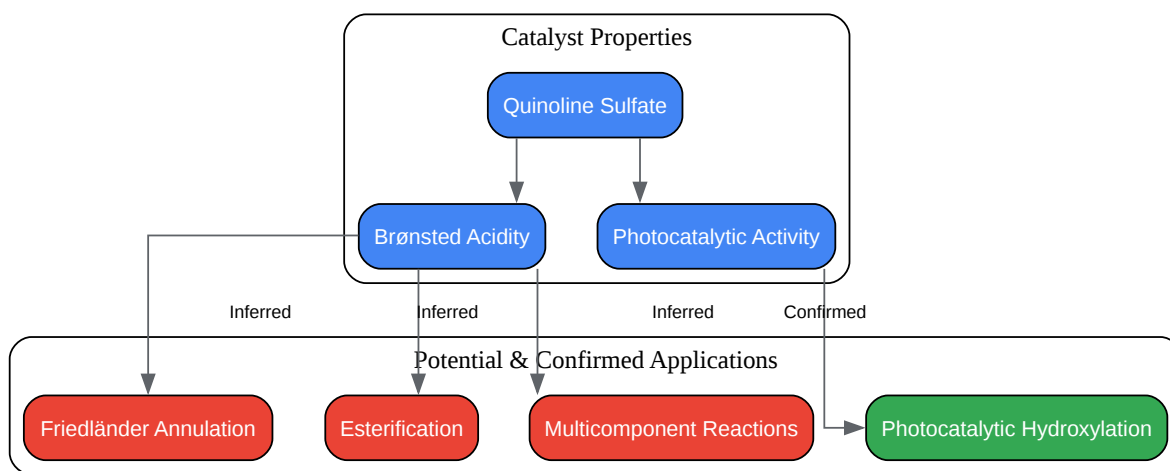 Catalyst Properties
Quinoline Sulfate
Brønsted Acidity
Photocatalytic Activity
Inferred
Inferred
Inferred
Confirmed
Potential & Confirmed Applications
Friedländer Annulation
Esterification
Multicomponent Reactions
Photocatalytic Hydroxylation